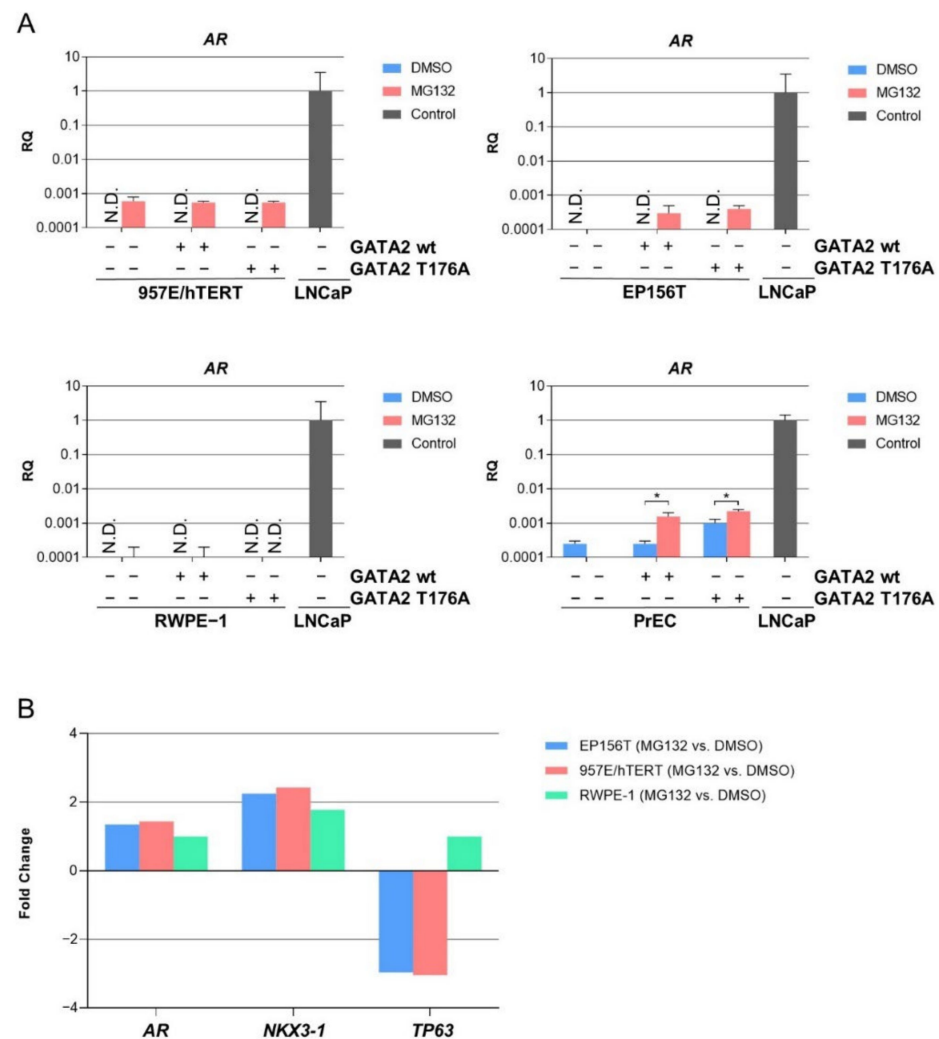 A
AR
10
1
0.1
0.01
0.001
0.0001
RQ
N.D.
N.D.
N.D.
DMSO
MG132
Control
− − + + − − − GATA2 wt
− − − − + + − GATA2 T176A
957E/hTERT LNCaP
AR
10
1
0.1
0.01
0.001
0.0001
RQ
N.D.
N.D.
N.D.
DMSO
MG132
Control
− − + + − − − GATA2 wt
− − − − + + − GATA2 T176A
EP156T LNCaP
AR
10
1
0.1
0.01
0.001
0.0001
RQ
N.D.
N.D.
N.D.
N.D.
DMSO
MG132
Control
− − + + − − − GATA2 wt
− − − − + + − GATA2 T176A
RWPE−1 LNCaP
AR
10
1
0.1
0.01
0.001
0.0001
RQ
* *
DMSO
MG132
Control
− − + + − − − GATA2 wt
− − − − + + − GATA2 T176A
PrEC LNCaP
B
4
2
0
−2
−4
Fold Change
EP156T (MG132 vs. DMSO)
957E/hTERT (MG132 vs. DMSO)
RWPE-1 (MG132 vs. DMSO)
AR NKX3-1 TP63